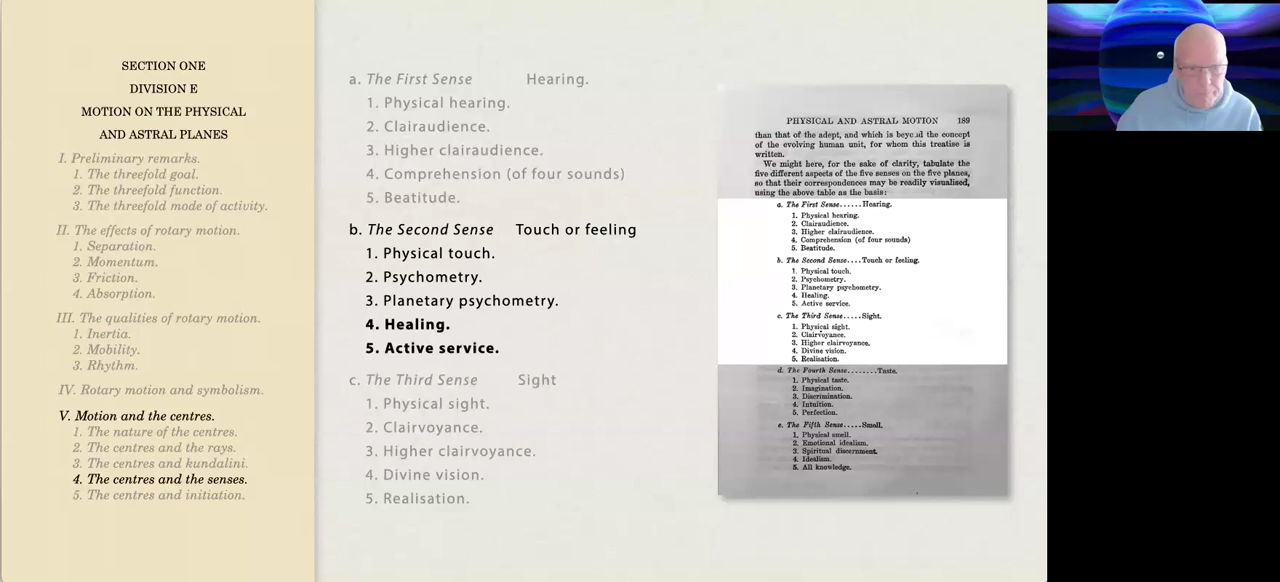 SECTION ONE
DIVISION E
MOTION ON THE PHYSICAL
AND ASTRAL PLANES
I. Preliminary remarks.
1. The threefold goal.
2. The threefold function.
3. The threefold mode of activity.
II. The effects of rotary motion.
1. Separation.
2. Momentum.
3. Friction.
4. Absorption.
III. The qualities of rotary motion.
1. Inertia.
2. Mobility.
3. Rhythm.
IV. Rotary motion and symbolism.
V. Motion and the centres.
1. The nature of the centres.
2. The centres and the rays.
3. The centres and kundalini.
4. The centres and the senses.
5. The centres and initiation.
a. The First Sense Hearing.
1. Physical hearing.
2. Clairaudience.
3. Higher clairaudience.
4. Comprehension (of four sounds)
5. Beatitude.
b. The Second Sense Touch or feeling
1. Physical touch.
2. Psychometry.
3. Planetary psychometry.
4. Healing.
5. Active service.
c. The Third Sense Sight
1. Physical sight.
2. Clairvoyance.
3. Higher clairvoyance.
4. Divine vision.
5. Realisation.
PHYSICAL AND ASTRAL MOTION 189
than that of the adept, and which is beyond the concept
of the evolving human unit, for whom this treatise is
written.
We might here, for the sake of clarity, tabulate the
five different aspects of the five senses on the five planes,
so that their correspondences may be readily visualised,
using the above table as the basis:
a. The First Sense......Hearing.
1. Physical hearing.
2. Clairaudience.
3. Higher clairaudience.
4. Comprehension (of four sounds)
5. Beatitude.
b. The Second Sense....Touch or feeling.
1. Physical touch.
2. Psychometry.
3. Planetary psychometry.
4. Healing.
5. Active service.
c. The Third Sense.....Sight.
1. Physical sight.
2. Clairvoyance.
3. Higher clairvoyance.
4. Divine vision.
5. Realisation.
d. The Fourth Sense........Taste.
1. Physical taste.
2. Imagination.
3. Discrimination.
4. Intuition.
5. Perfection.
e. The Fifth Sense.....Smell.
1. Physical smell.
2. Emotional idealism.
3. Spiritual discernment.
4. Idealism.
5. All knowledge.